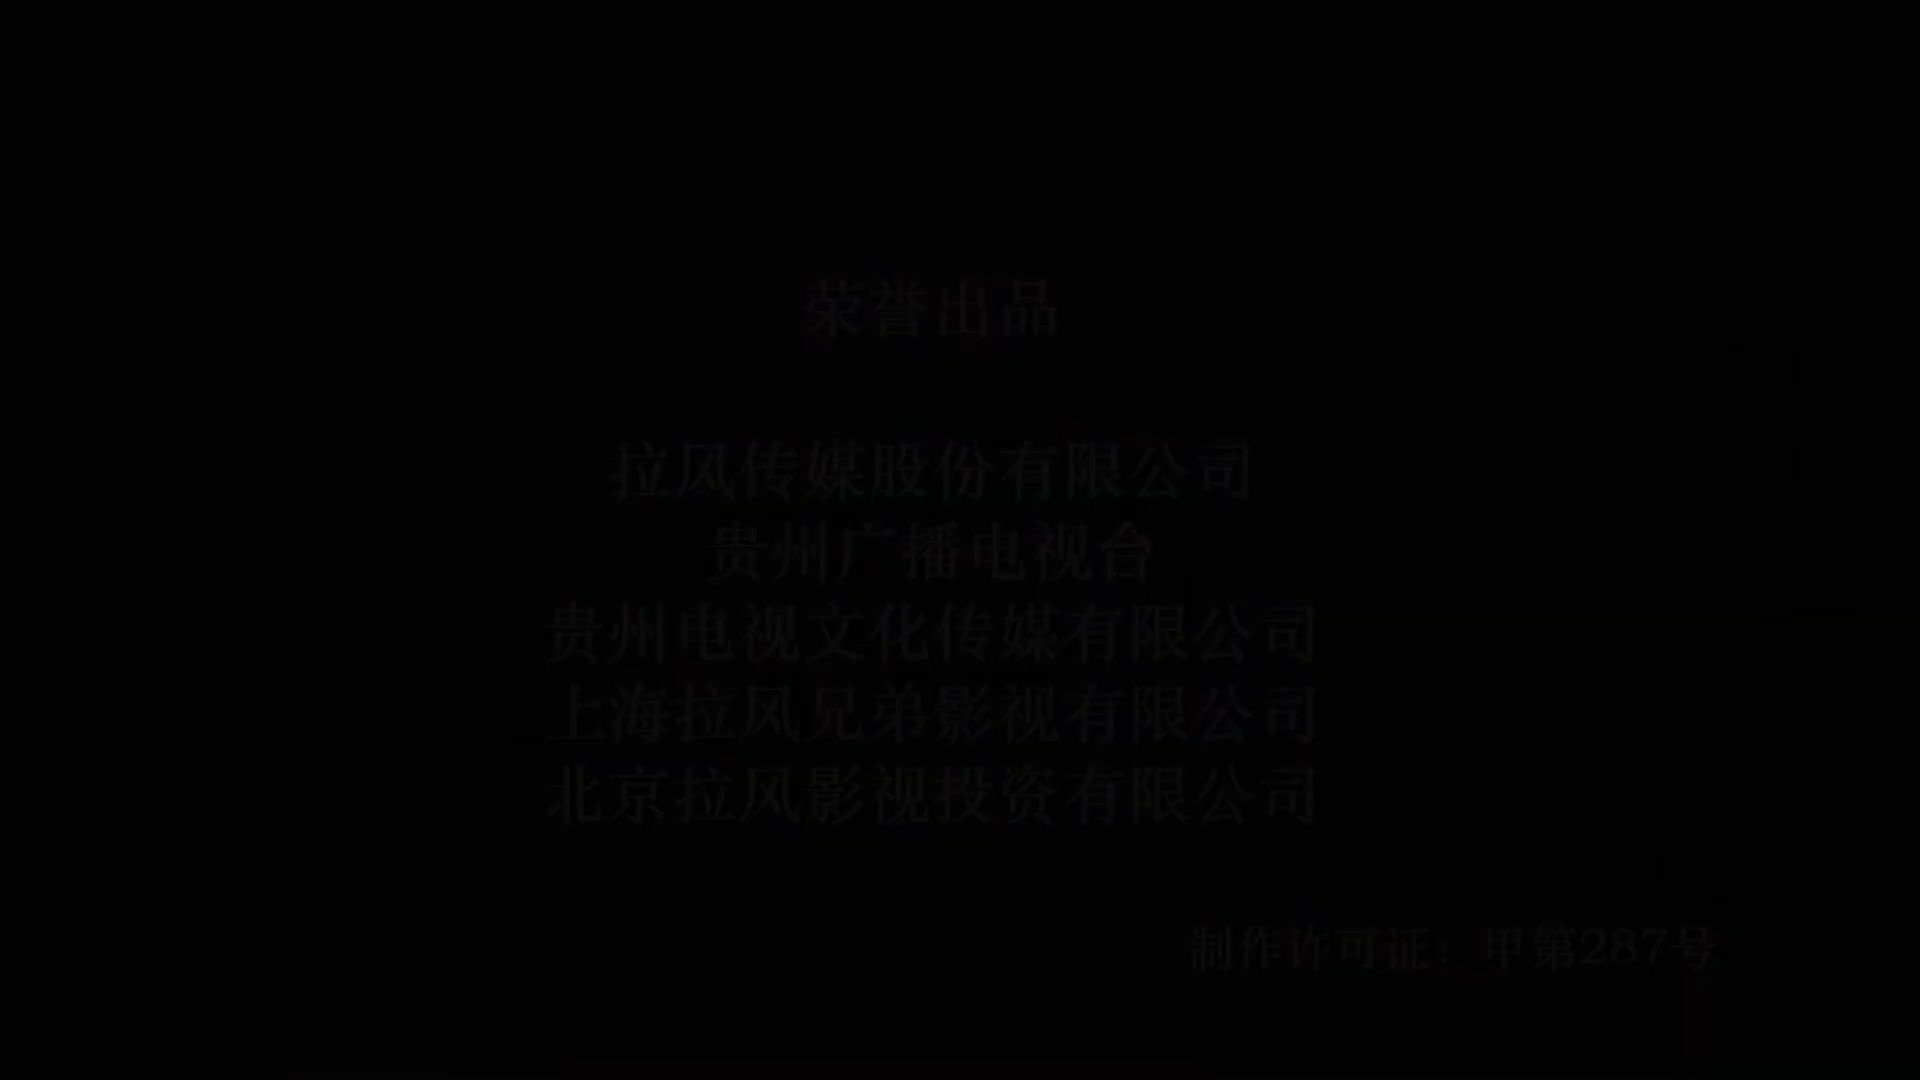 荣誉出品
拉风传媒股份有限公司
贵州广播电视台
贵州电视文化传媒有限公司
上海拉风兄弟影视有限公司
北京拉风影视投资有限公司
制作许可证：甲第287号